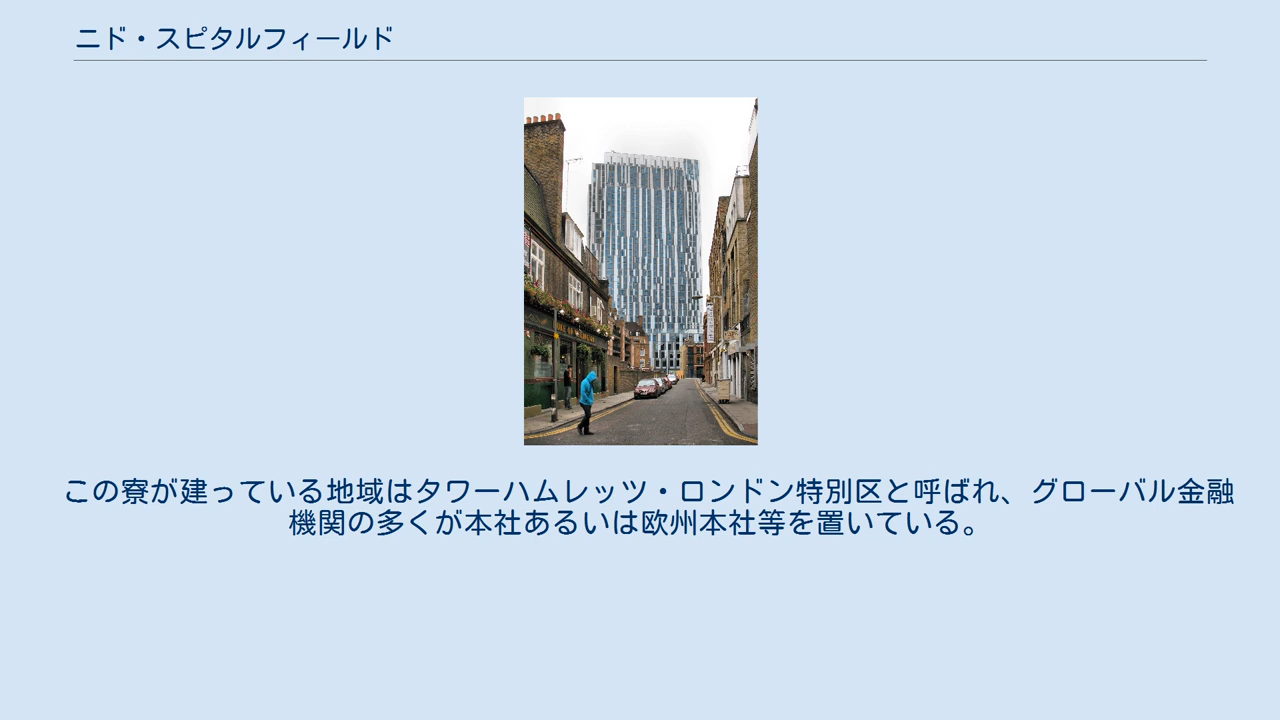 ニド・スピタルフィールド
この寮が建っている地域はタワーハムレッツ・ロンドン特別区と呼ばれ、グローバル金融
機関の多くが本社あるいは欧州本社等を置いている。